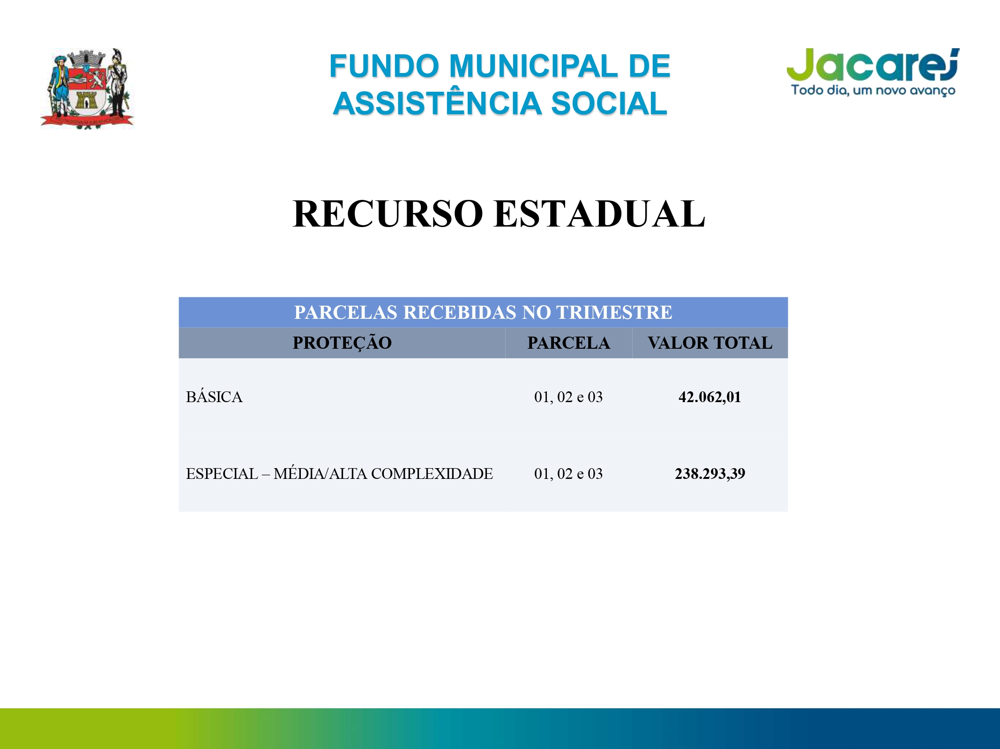 FUNDO MUNICIPAL DE
ASSISTÊNCIA SOCIAL
Jacareí
Todo dia, um novo avanço
RECURSO ESTADUAL
PARCELAS RECEBIDAS NO TRIMESTRE
PROTEÇÃO PARCELA VALOR TOTAL
BÁSICA 01, 02 e 03 42.062,01
ESPECIAL – MÉDIA/ALTA COMPLEXIDADE 01, 02 e 03 238.293,39